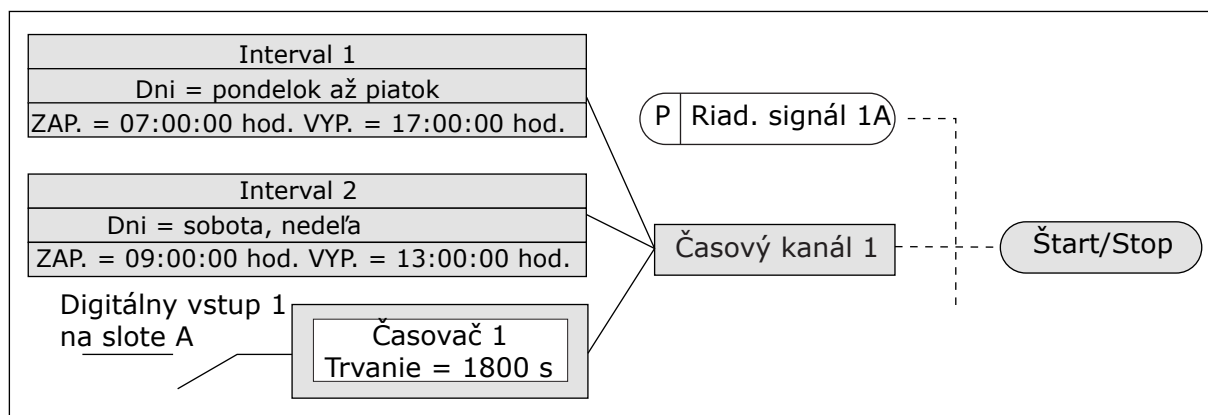 Interval 1
Dni = pondelok až piatok
ZAP. = 07:00:00 hod. VYP. = 17:00:00 hod.
P Riad. signál 1A
Interval 2
Dni = sobota, nedeľa
ZAP. = 09:00:00 hod. VYP. = 13:00:00 hod.
Časový kanál 1
Štart/Stop
Digitálny vstup 1
na slote A
Časovač 1
Trvanie = 1800 s